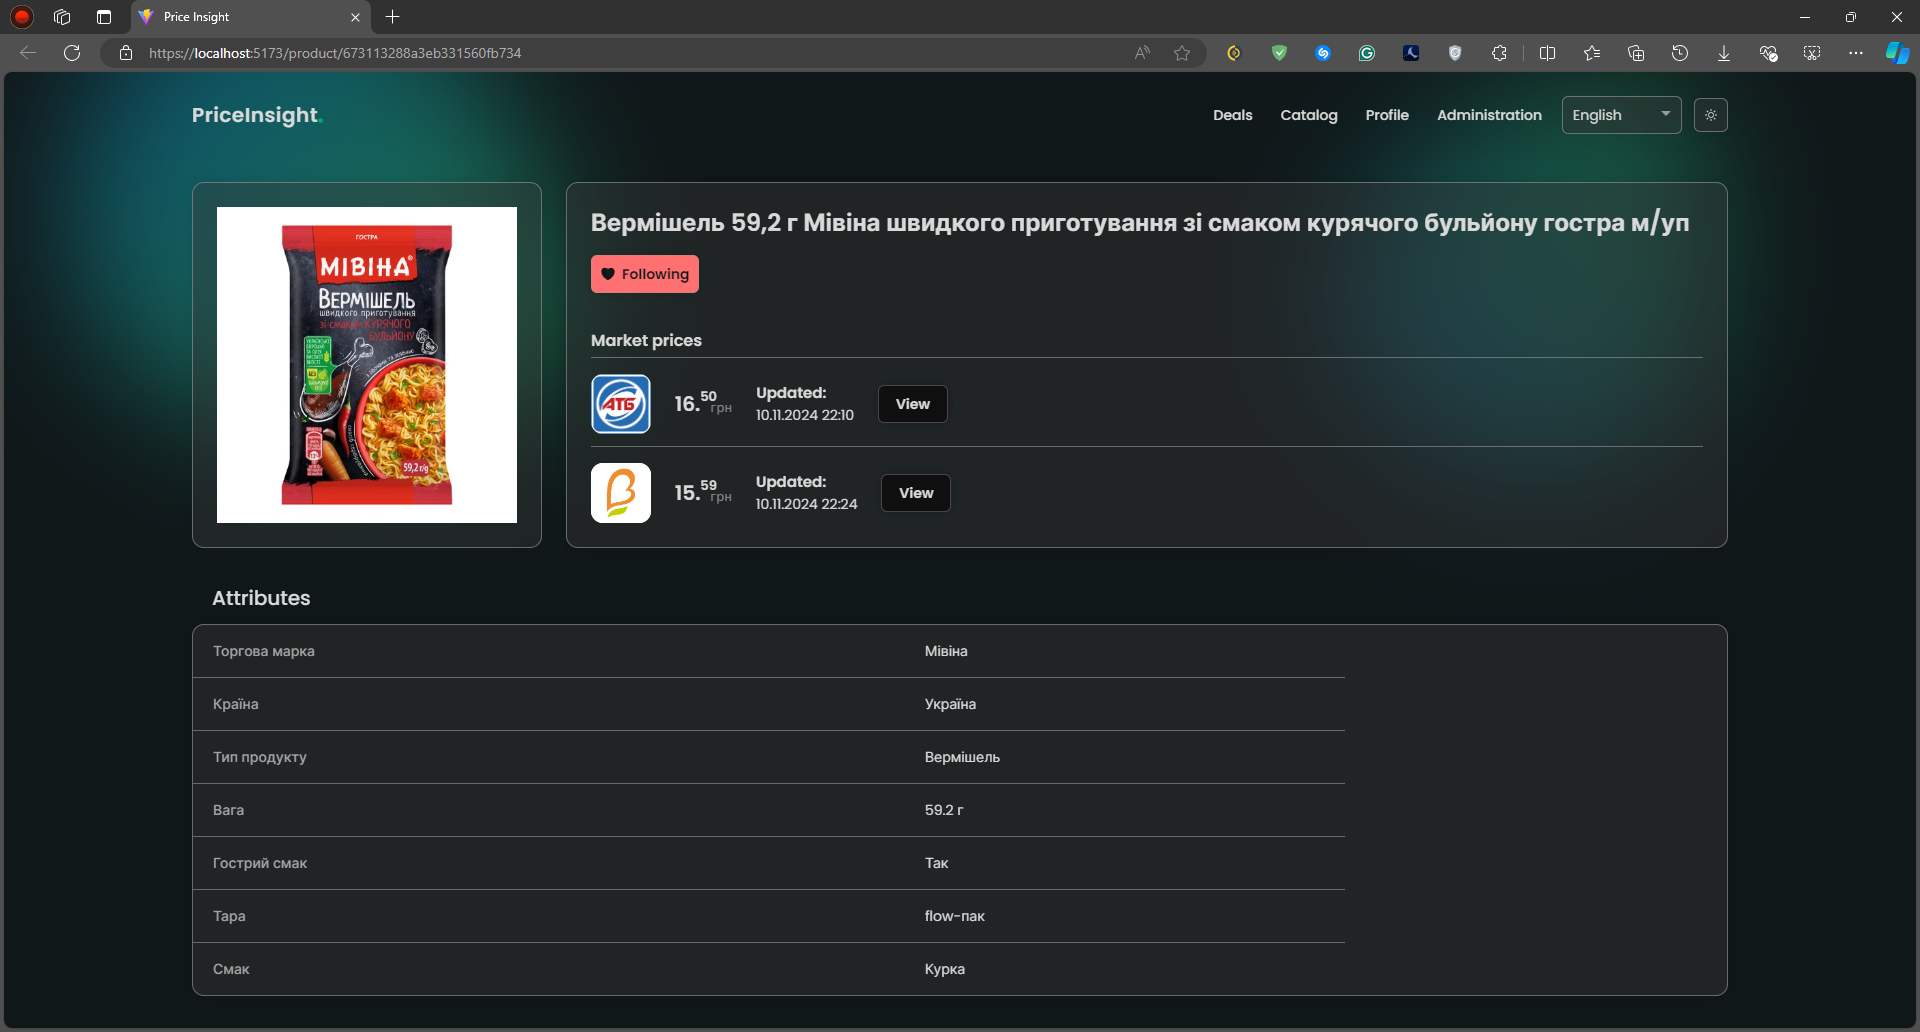 Price Insight
https://localhost:5173/product/673113288a3eb331560fb734
PriceInsight.
Deals
Catalog
Profile
Administration
English
ГОСТРА
МІВІНА®
ВЕРМІШЕЛЬ
швидкого приготування
зі смаком КУРЯЧОГО
БУЛЬЙОНУ
59,2 г/g
Вермішель 59,2 г Мівіна швидкого приготування зі смаком курячого бульйону гостра м/уп
Following
Market prices
АТБ
16.50 грн
Updated:
10.11.2024 22:10
View
15.59 грн
Updated:
10.11.2024 22:24
View
Attributes
Торгова марка Мівіна
Країна Україна
Тип продукту Вермішель
Вага 59.2 г
Гострий смак Так
Тара flow-пак
Смак Курка